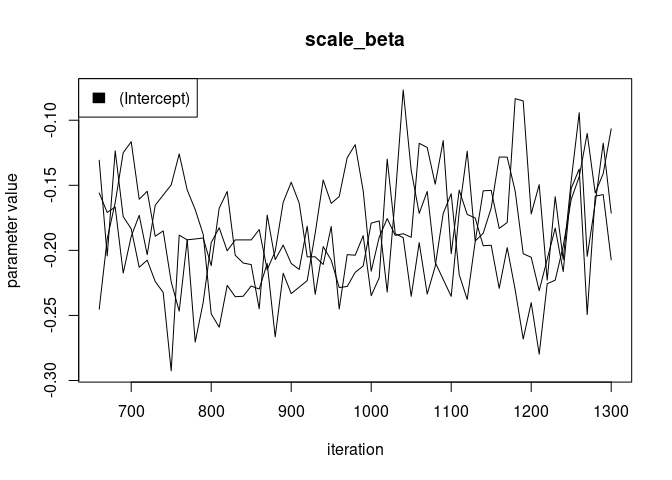 scale_beta
(Intercept)
-0.10
-0.15
-0.20
-0.25
-0.30
parameter value
700 800 900 1000 1100 1200 1300
iteration